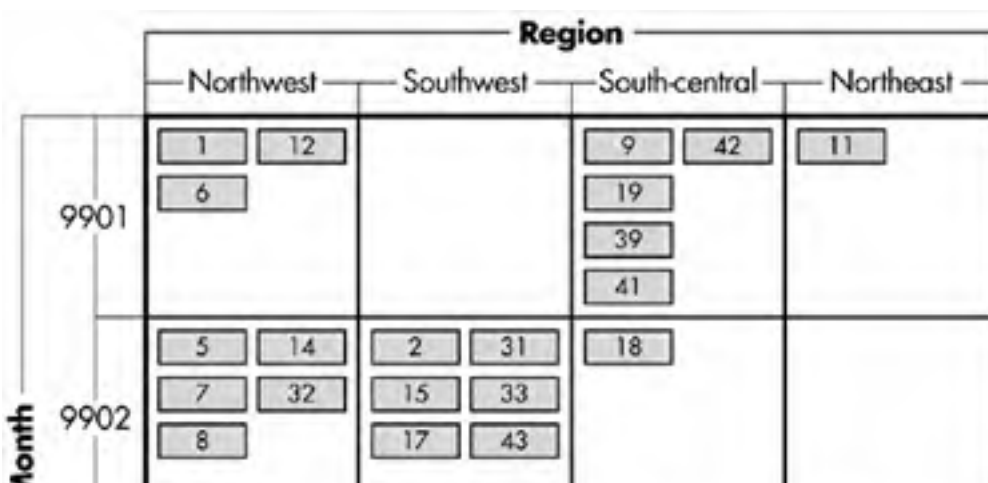 Region
Northwest Southwest South-central Northeast
1 12 9 42 11
6 19
9901
39
41
5 14 2 31 18
7 32 15 33
9902
8 17 43
Month